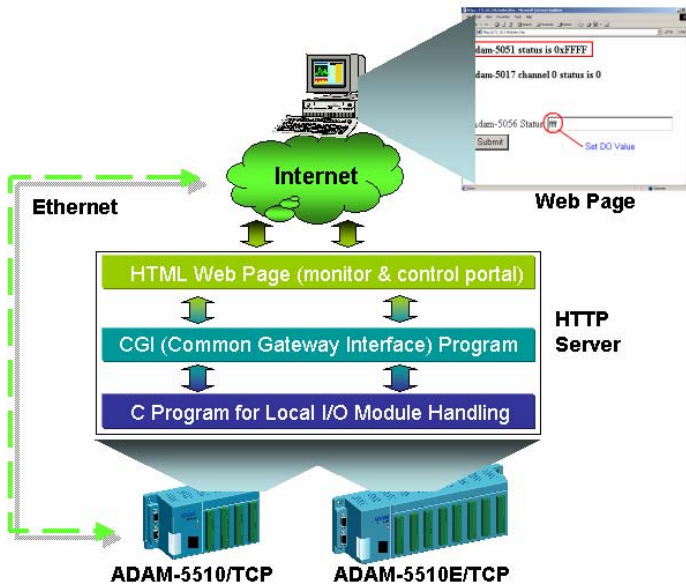 Adam-5051 status is 0xFFFF
Adam-5017 channel 0 status is 0
Adam-5056 Status ffff
Submit
Set DO Value
Web Page
Internet
Ethernet
HTML Web Page (monitor & control portal)
CGI (Common Gateway Interface) Program
C Program for Local I/O Module Handling
HTTP
Server
ADAM-5510/TCP
ADAM-5510E/TCP